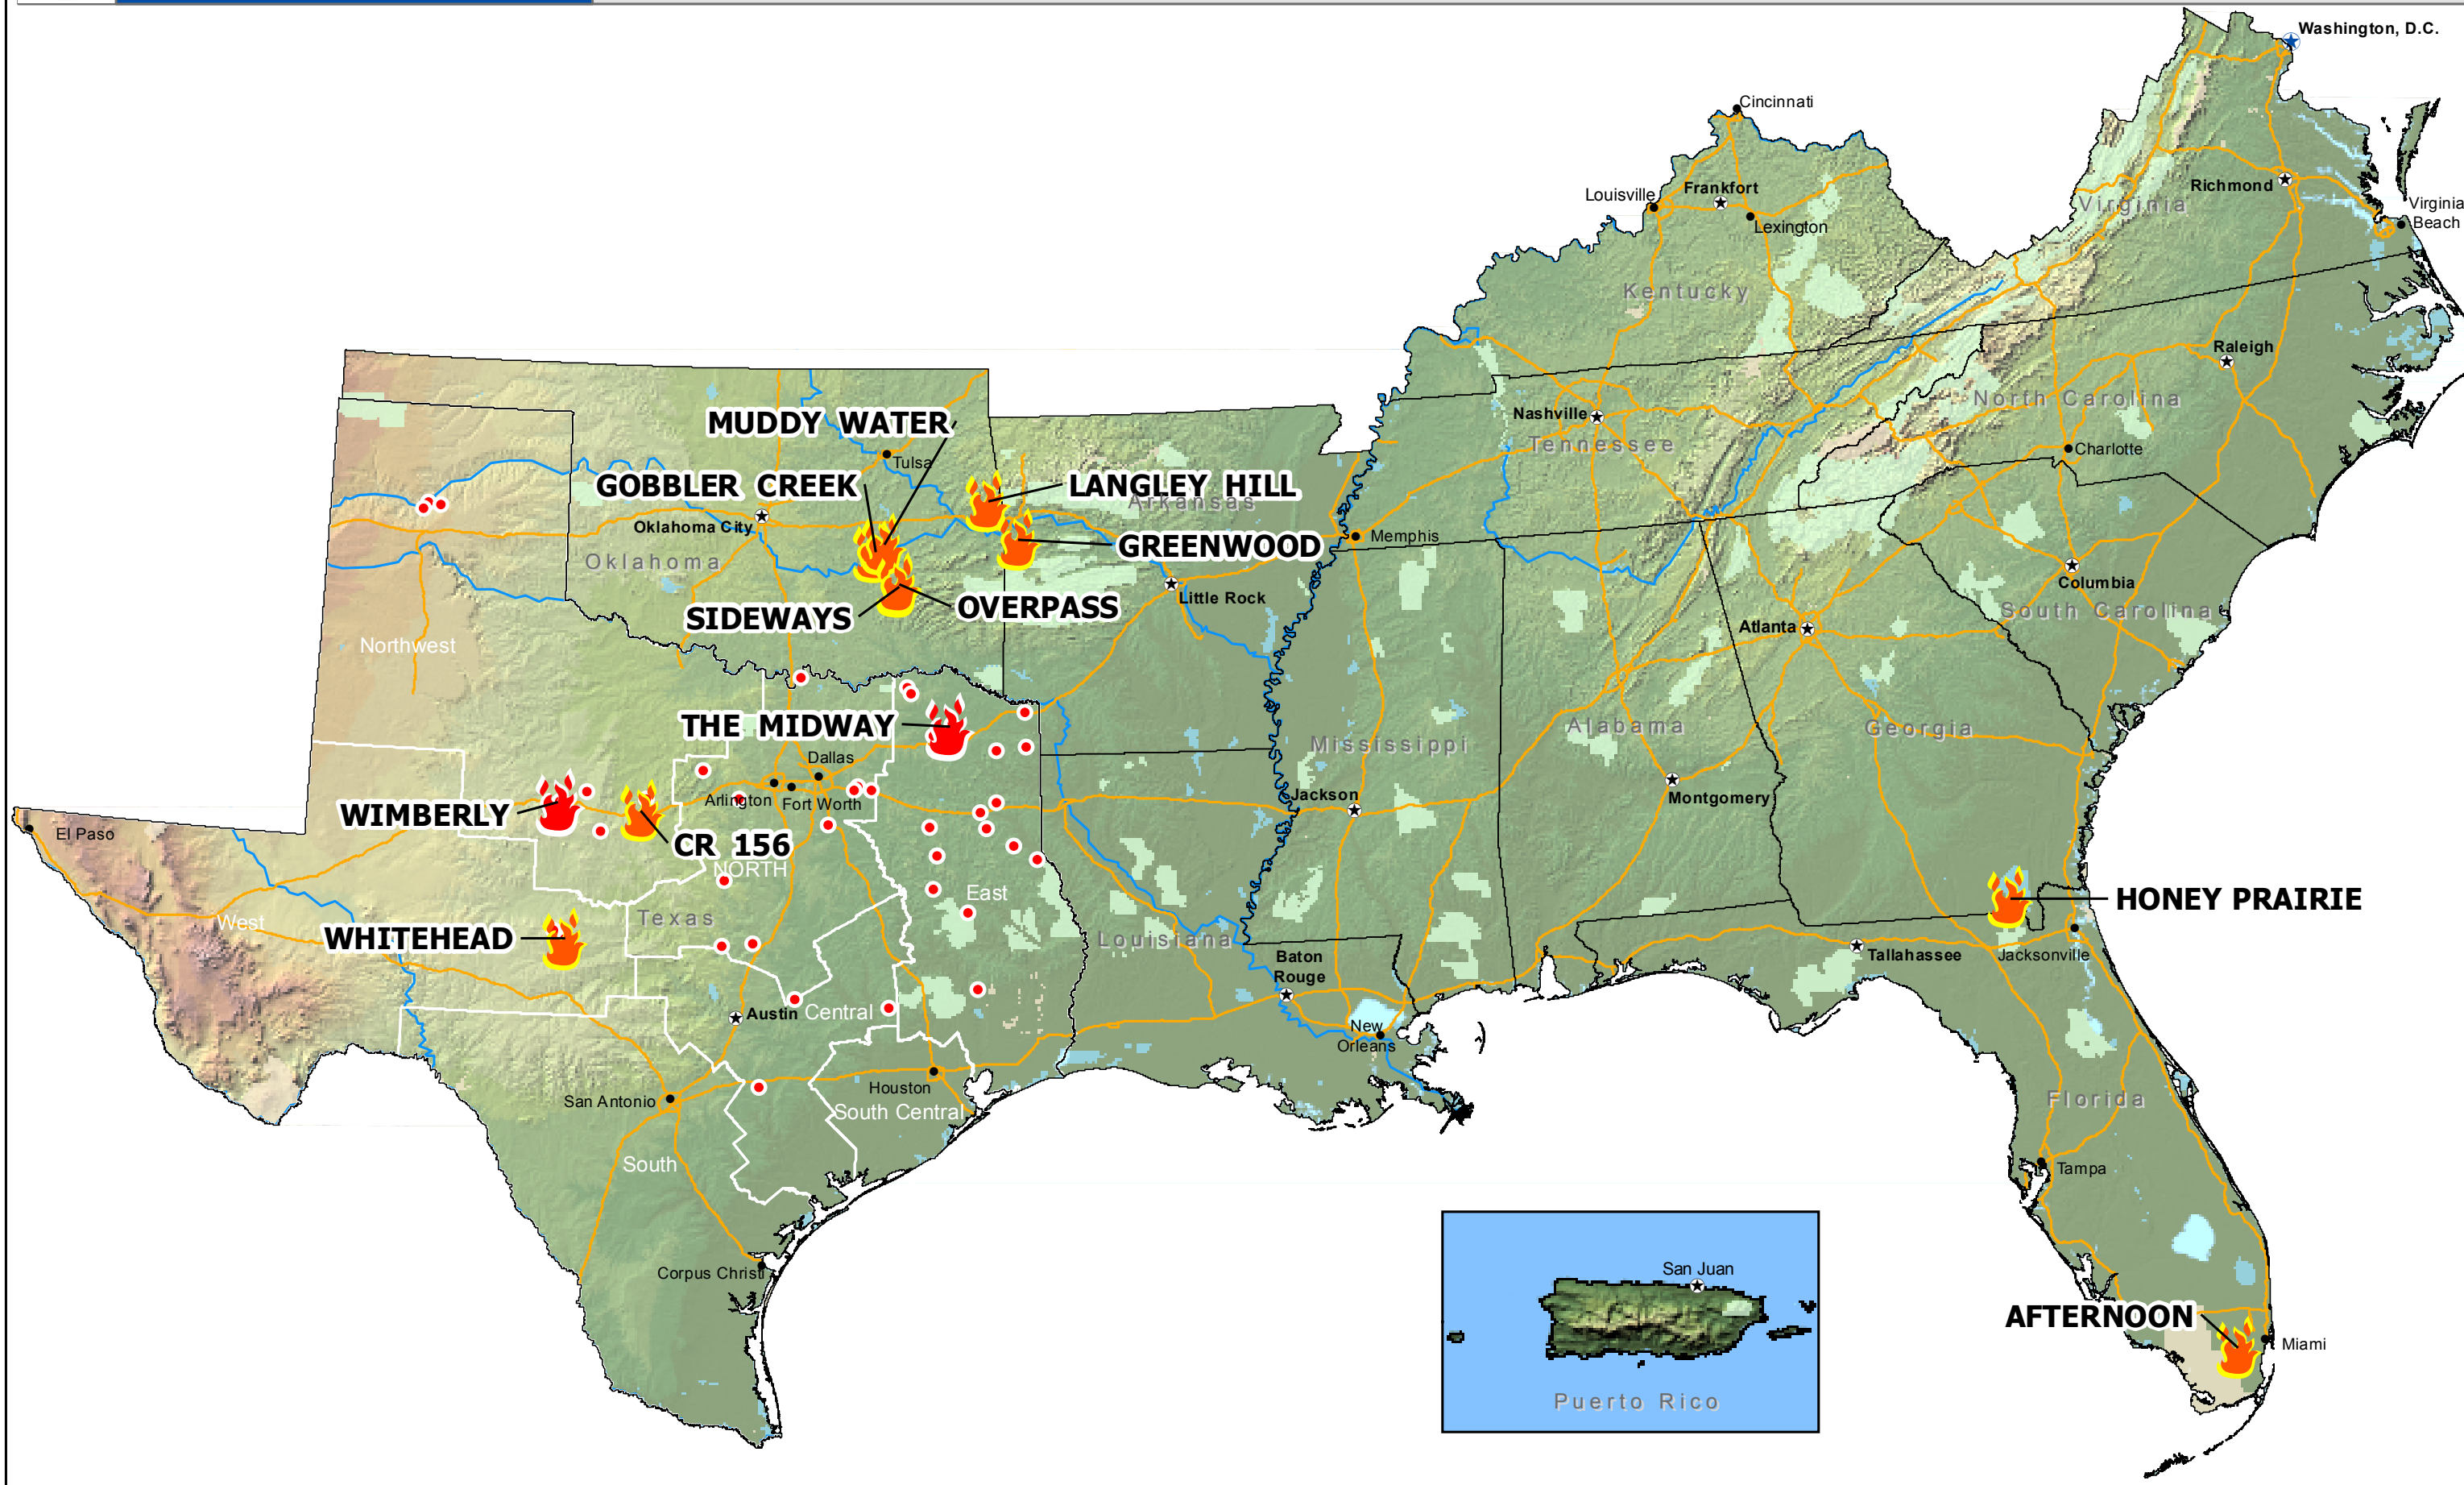 Washington, D.C.
Cincinnati
Louisville
Frankfort
Lexington
Richmond
Virginia
Virginia
Beach
Kentucky
Raleigh
North Carolina
Nashville
Tennessee
Charlotte
MUDDY WATER
Tulsa
GOBBLER CREEK
LANGLEY HILL
Arkansas
Oklahoma City
Memphis
GREENWOOD
Oklahoma
Columbia
South Carolina
Little Rock
SIDEWAYS
OVERPASS
Atlanta
Northwest
THE MIDWAY
Alabama
Georgia
Mississippi
Dallas
Montgomery
Arlington
Fort Worth
Jackson
WIMBERLY
El Paso
CR 156
NORTH
East
HONEY PRAIRIE
West
Texas
WHITEHEAD
Louisiana
Baton
Rouge
Tallahassee
Jacksonville
Austin
Central
New
Orleans
Houston
San Antonio
South Central
Florida
South
Tampa
Corpus Christi
San Juan
AFTERNOON
Miami
Puerto Rico